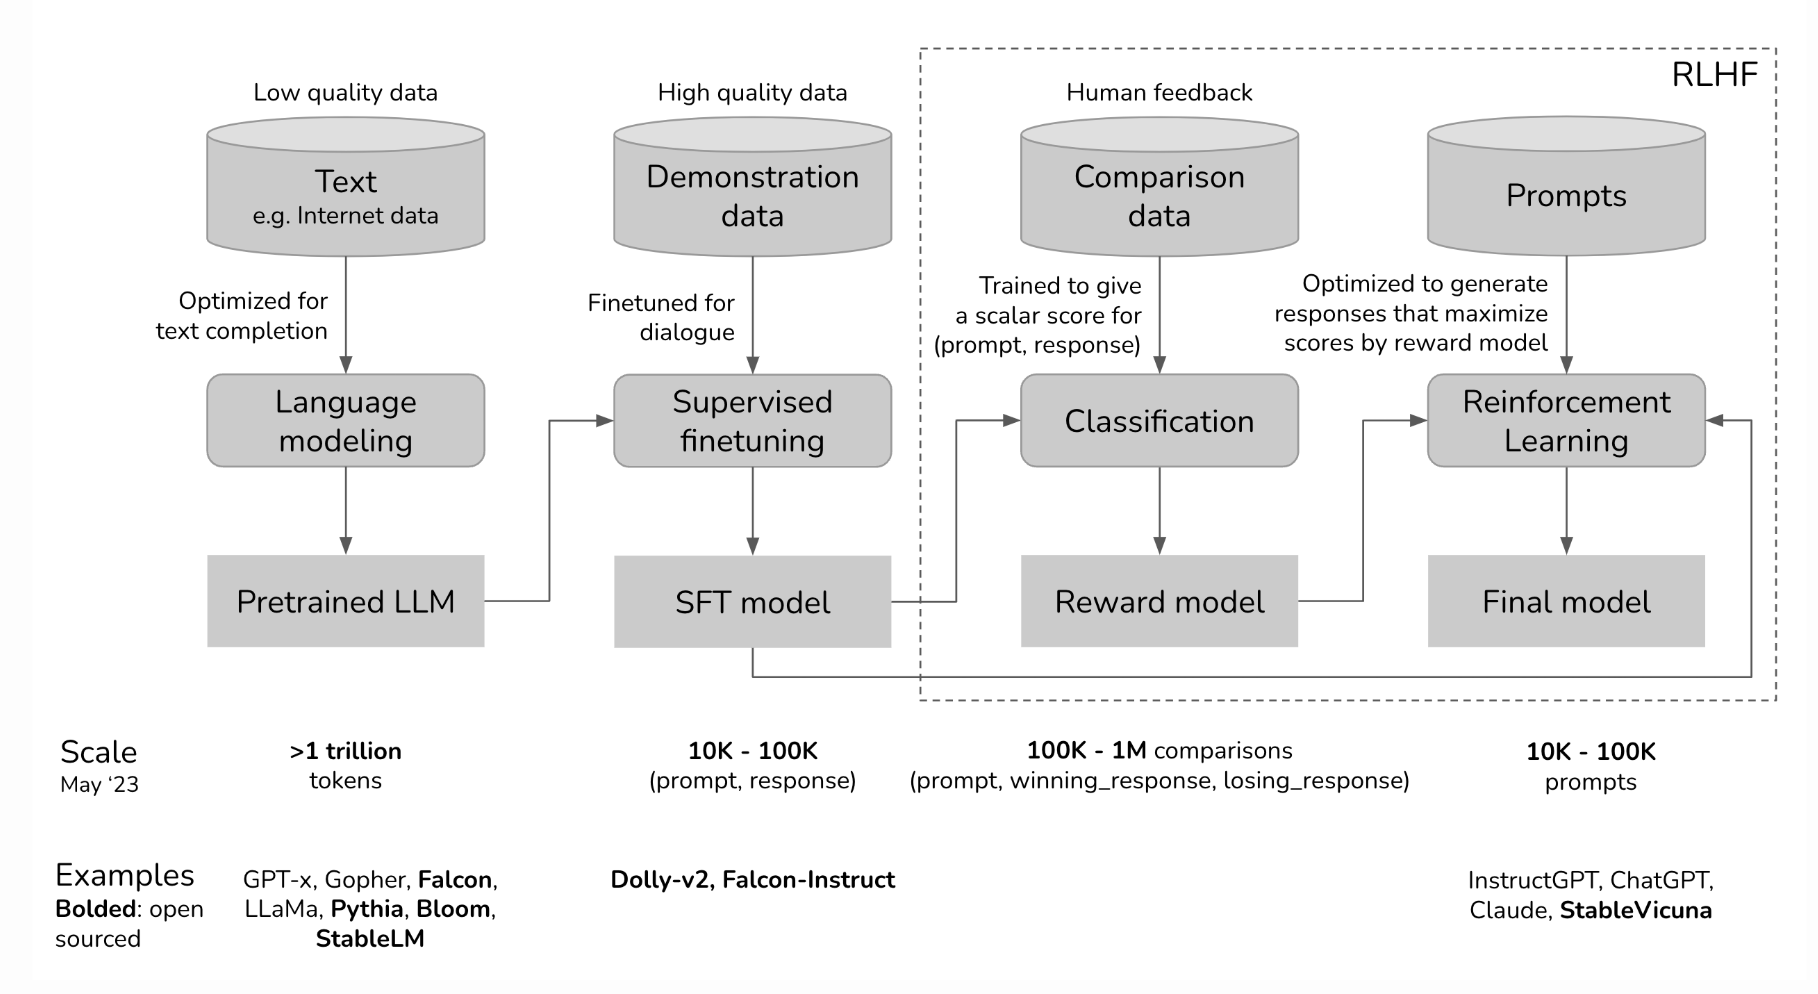 RLHF
Low quality data
Text
e.g. Internet data
Optimized for
text completion
Language
modeling
Pretrained LLM
High quality data
Demonstration
data
Finetuned for
dialogue
Supervised
finetuning
SFT model
Human feedback
Comparison
data
Trained to give
a scalar score for
(prompt, response)
Classification
Reward model
Prompts
Optimized to generate
responses that maximize
scores by reward model
Reinforcement
Learning
Final model
Scale
May ‘23
>1 trillion
tokens
10K - 100K
(prompt, response)
100K - 1M comparisons
(prompt, winning_response, losing_response)
10K - 100K
prompts
Examples
Bolded: open
sourced
GPT-x, Gopher, Falcon,
LLaMa, Pythia, Bloom,
StableLM
Dolly-v2, Falcon-Instruct
InstructGPT, ChatGPT,
Claude, StableVicuna